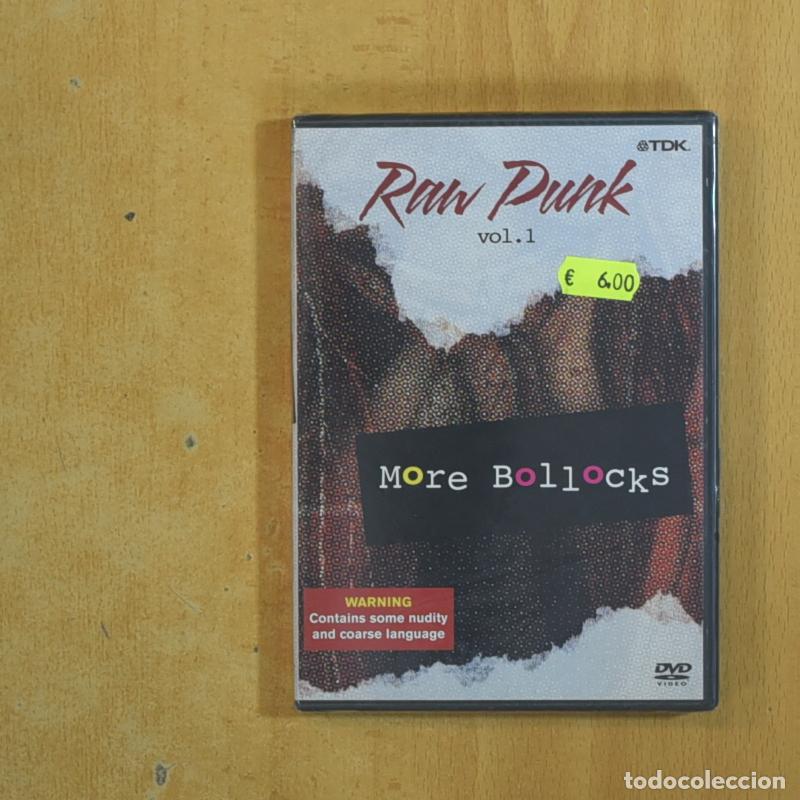 TDK
Raw Punk
vol.1
€ 6.00
More Bollocks
WARNING
Contains some nudity
and coarse language
DVD
VIDEO
todocoleccion